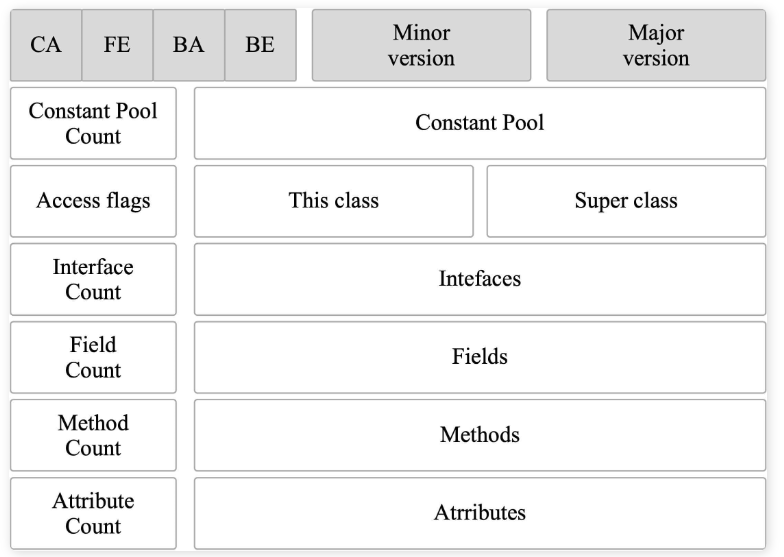 CA FE BA BE
Minor
version
Major
version
Constant Pool
Count
Constant Pool
Access flags
This class
Super class
Interface
Count
Intefaces
Field
Count
Fields
Method
Count
Methods
Attribute
Count
Atrributes